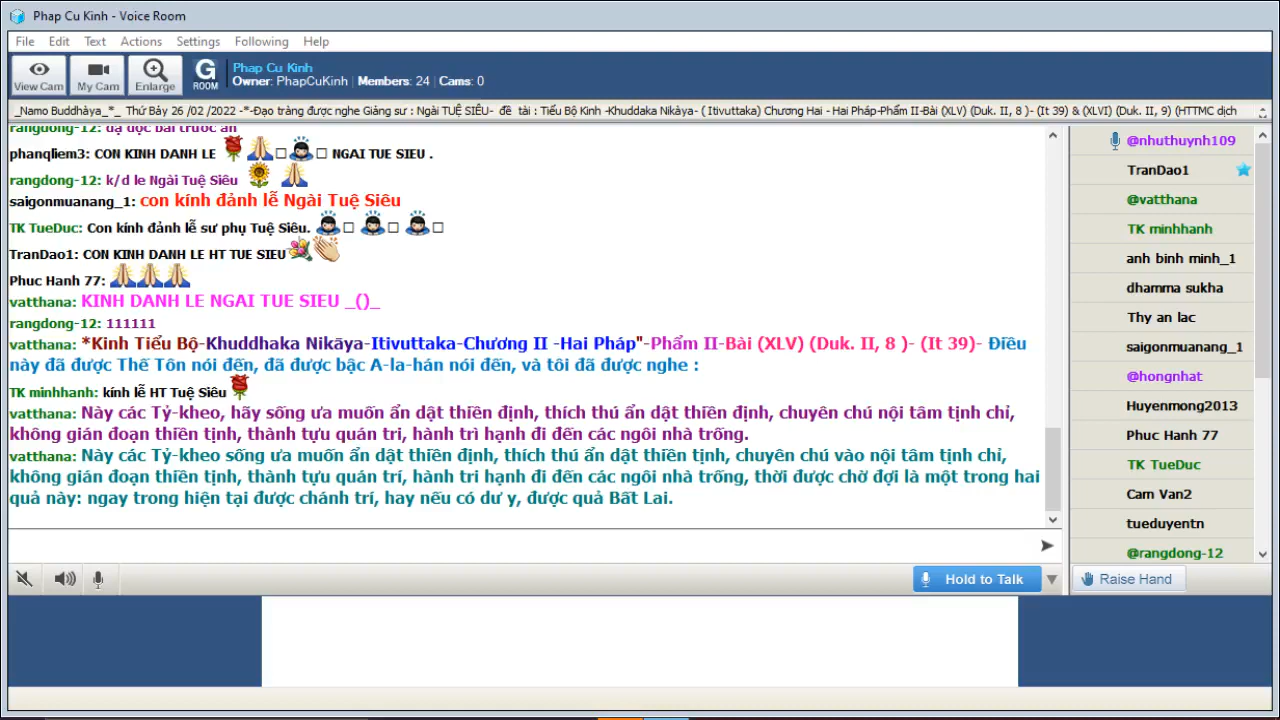 Phap Cu Kinh - Voice Room
File Edit Text Actions Settings Following Help
View Cam My Cam Enlarge G ROOM
Phap Cu Kinh
Owner: PhapCuKinh | Members: 24 | Cams: 0
_Namo Buddhàya_*_ Thứ Bảy 26 /02 /2022 -*-Đạo tràng được nghe Giảng sư : Ngài TUỆ SIÊU- đề tài : Tiểu Bộ Kinh -Khuddaka Nikàya- ( Itivuttaka) Chương Hai - Hai Pháp-Phẩm II-Bài (XLV) (Duk. II, 8 )- (It 39) & (XLVI) (Duk. II, 9) (HTTMC dịch
rangdong-12: dạ đọc bài trước ăn
phanqliem3: CON KINH DANH LE NGAI TUE SIEU .
rangdong-12: k/d le Ngài Tuệ Siêu
saigonmuanang_1: con kính đảnh lễ Ngài Tuệ Siêu
TK TueDuc: Con kính đảnh lễ sư phụ Tuệ Siêu.
TranDao1: CON KINH DANH LE HT TUE SIEU
Phuc Hanh 77:
vatthana: KINH DANH LE NGAI TUE SIEU _()_
rangdong-12: 111111
vatthana: *Kinh Tiểu Bộ-Khuddhaka Nikāya-Itivuttaka-Chương II -Hai Pháp"-Phẩm II-Bài (XLV) (Duk. II, 8 )- (It 39)- Điều
này đã được Thế Tôn nói đến, đã được bậc A-la-hán nói đến, và tôi đã được nghe :
TK minhhanh: kính lễ HT Tuệ Siêu
vatthana: Này các Tỷ-kheo, hãy sống ưa muốn ẩn dật thiền định, thích thú ẩn dật thiền định, chuyên chú nội tâm tịnh chỉ,
không gián đoạn thiền tịnh, thành tựu quán tri, hành trì hạnh đi đến các ngôi nhà trống.
vatthana: Này các Tỷ-kheo sống ưa muốn ẩn dật thiền định, thích thú ẩn dật thiền tịnh, chuyên chú vào nội tâm tịnh chỉ,
không gián đoạn thiền tịnh, thành tựu quán trí, hành tri hạnh đi đến các ngôi nhà trống, thời được chờ đợi là một trong hai
quả này: ngay trong hiện tại được chánh trí, hay nếu có dư y, được quả Bất Lai.
@nhuthuynh109
TranDao1
@vatthana
TK minhhanh
anh binh minh_1
dhamma sukha
Thy an lac
saigonmuanang_1
@hongnhat
Huyenmong2013
Phuc Hanh 77
TK TueDuc
Cam Van2
tueduyentn
@rangdong-12
Hold to Talk
Raise Hand